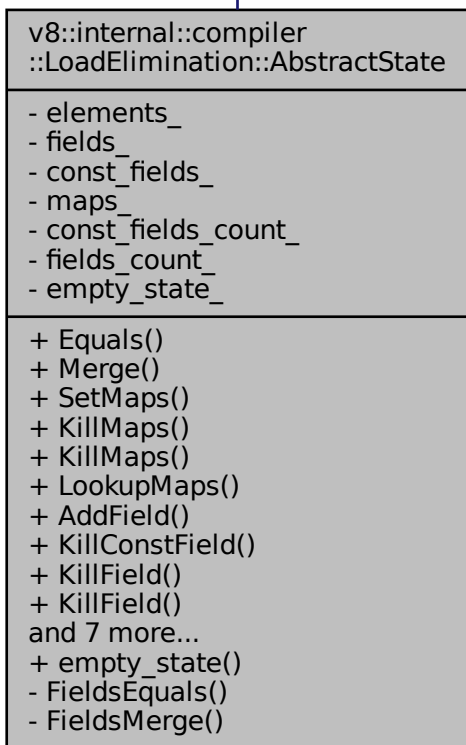 v8::internal::compiler
::LoadElimination::AbstractState
- elements_
- fields_
- const_fields_
- maps_
- const_fields_count_
- fields_count_
- empty_state_
+ Equals()
+ Merge()
+ SetMaps()
+ KillMaps()
+ KillMaps()
+ LookupMaps()
+ AddField()
+ KillConstField()
+ KillField()
+ KillField()
and 7 more...
+ empty_state()
- FieldsEquals()
- FieldsMerge()